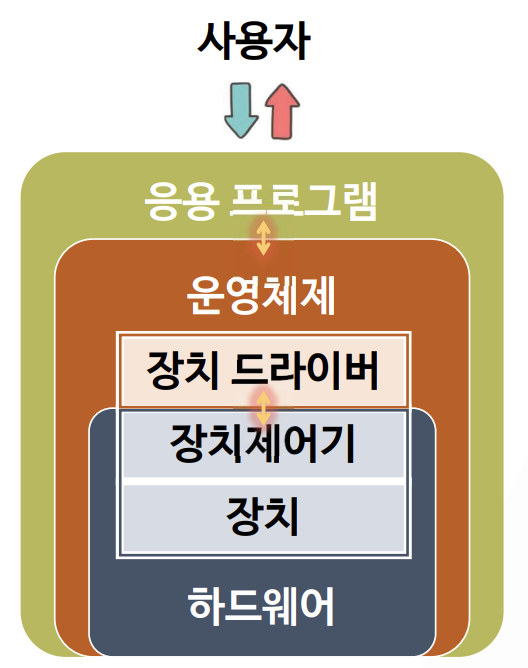 사용자
응용 프로그램
운영체제
장치 드라이버
장치제어기
장치
하드웨어